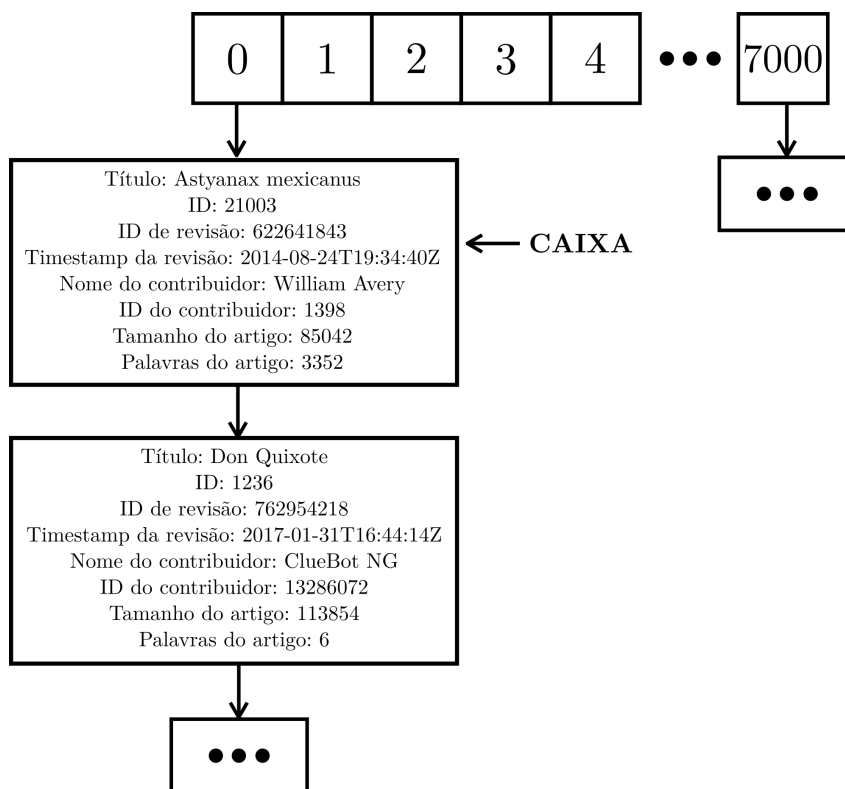 0 1 2 3 4 ••• 7000
Título: Astyanax mexicanus
ID: 21003
ID de revisão: 622641843
Timestamp da revisão: 2014-08-24T19:34:40Z
Nome do contribuidor: William Avery
ID do contribuidor: 1398
Tamanho do artigo: 85042
Palavras do artigo: 3352
•••
CAIXA
Título: Don Quixote
ID: 1236
ID de revisão: 762954218
Timestamp da revisão: 2017-01-31T16:44:14Z
Nome do contribuidor: ClueBot NG
ID do contribuidor: 13286072
Tamanho do artigo: 113854
Palavras do artigo: 6
•••